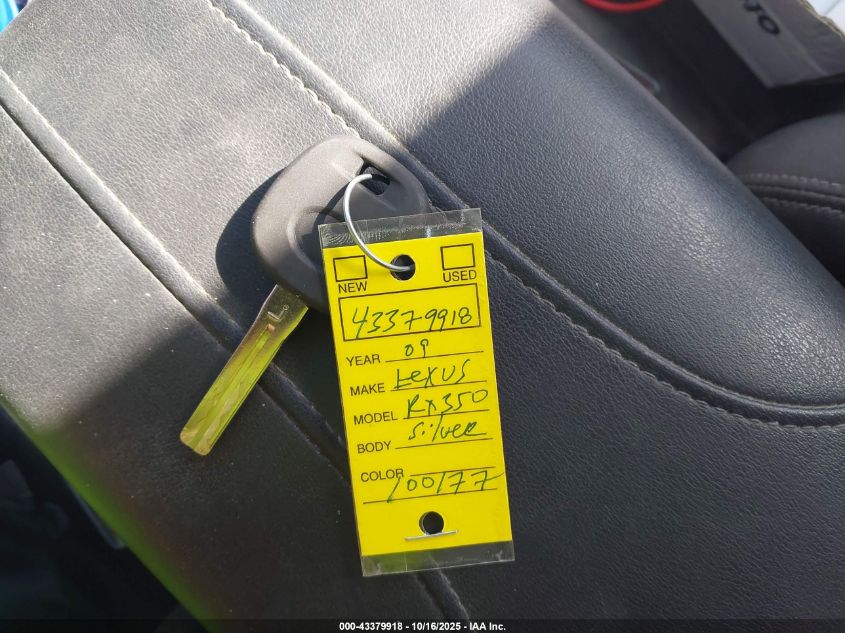 NEW USED
43379918
YEAR 09
MAKE Lexus
MODEL RX350
BODY Silver
COLOR 100177
000-43379918 - 10/16/2025 - IAA Inc.